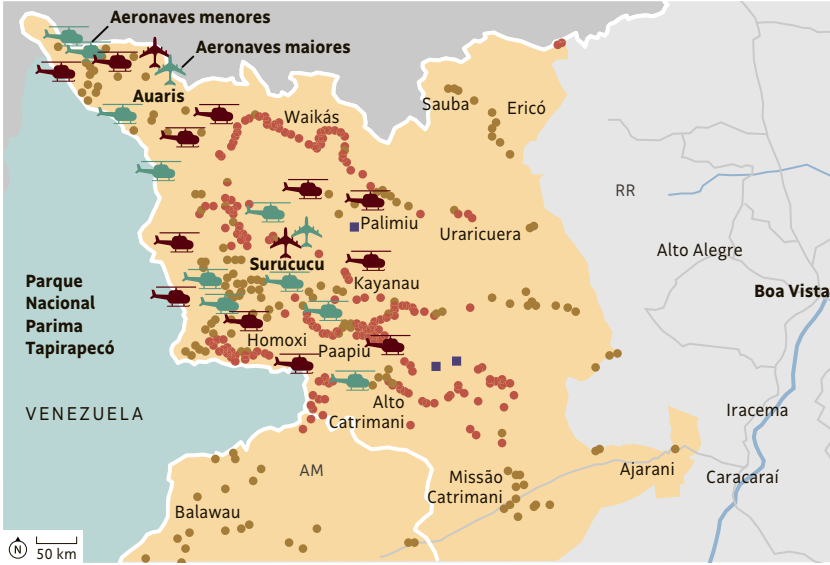 Aeronaves menores
Aeronaves maiores
Auaris
Waikás
Sauba
Ericó
RR
Palimiu
Uraricuera
Alto Alegre
Surucucu
Kayanau
Parque
Nacional
Parima
Tapirapecó
Boa Vista
Homoxi
Paapiú
VENEZUELA
Alto
Catrimani
Iracema
AM
Missão
Catrimani
Ajarani
Caracaraí
Balawau
N
50 km